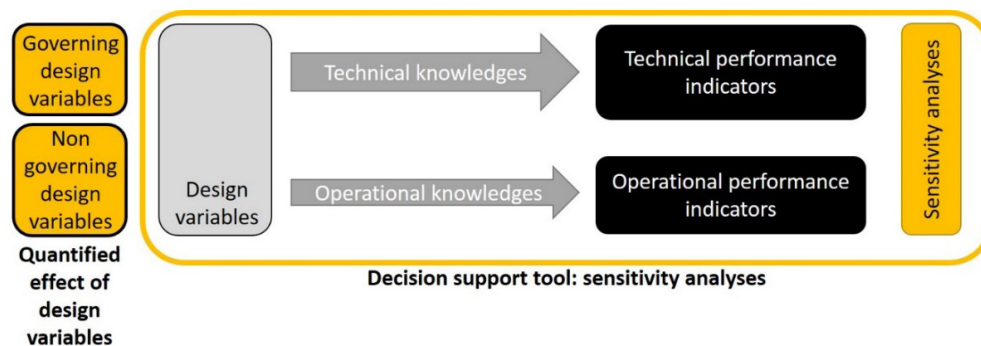 Governing
design
variables
Non
governing
design
variables
Quantified
effect of
design
variables
Design
variables
Technical knowledges
Operational knowledges
Technical performance
indicators
Operational performance
indicators
Sensitivity analyses
Decision support tool: sensitivity analyses